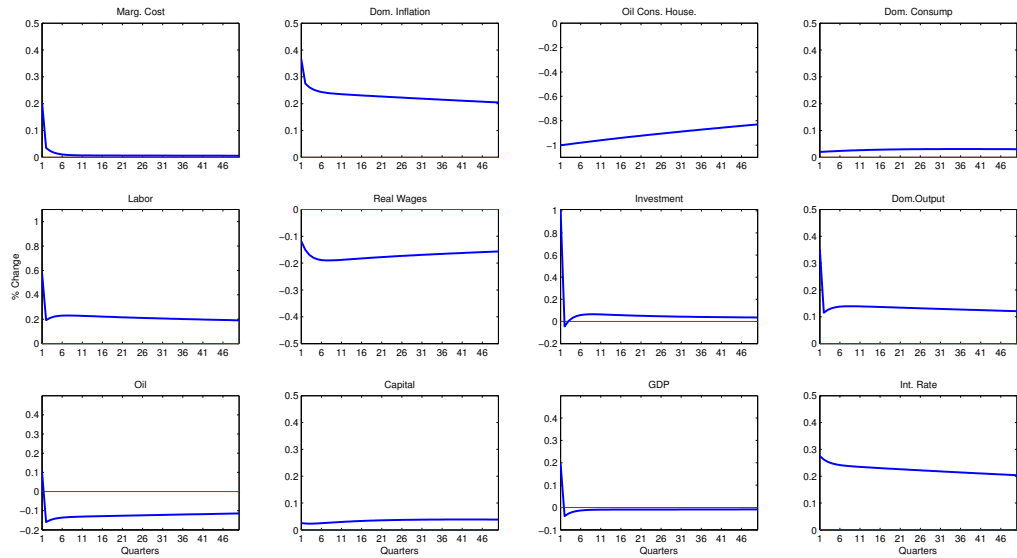 Marg. Cost
0.5
0.4
0.3
0.2
0.1
0
1 6 11 16 21 26 31 36 41 46
Dom. Inflation
0.5
0.4
0.3
0.2
0.1
0
1 6 11 16 21 26 31 36 41 46
Oil Cons. House.
0
−0.2
−0.4
−0.6
−0.8
−1
1 6 11 16 21 26 31 36 41 46
Dom. Consump
0.5
0.4
0.3
0.2
0.1
0
1 6 11 16 21 26 31 36 41 46
Labor
% Change
1
0.8
0.6
0.4
0.2
0
1 6 11 16 21 26 31 36 41 46
Real Wages
0
−0.1
−0.2
−0.3
−0.4
−0.5
1 6 11 16 21 26 31 36 41 46
Investment
1
0.8
0.6
0.4
0.2
0
−0.2
1 6 11 16 21 26 31 36 41 46
Dom.Output
0.5
0.4
0.3
0.2
0.1
0
1 6 11 16 21 26 31 36 41 46
Oil
0.4
0.3
0.2
0.1
0
−0.1
−0.2
1 6 11 16 21 26 31 36 41 46
Quarters
Capital
0.5
0.4
0.3
0.2
0.1
0
1 6 11 16 21 26 31 36 41 46
GDP
0.4
0.3
0.2
0.1
0
−0.1
1 6 11 16 21 26 31 36 41 46
Quarters
Int. Rate
0.5
0.4
0.3
0.2
0.1
0
1 6 11 16 21 26 31 36 41 46